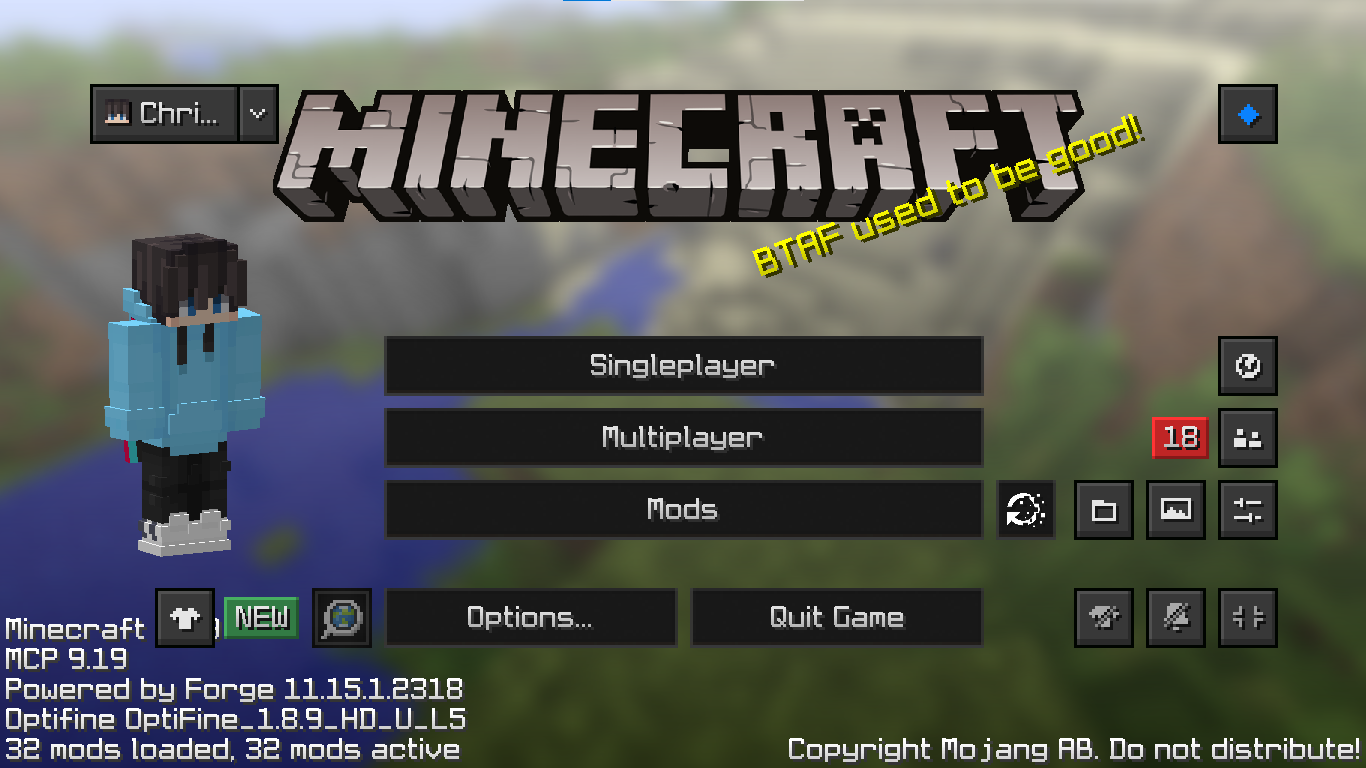 Chri...
MINECRAFT
BTAF used to be good!
Singleplayer
Multiplayer
18
Mods
NEW
Options...
Quit Game
Minecraft
MCP 9.19
Powered by Forge 11.15.1.2318
Optifine OptiFine_1.8.9_HD_U_L5
32 mods loaded, 32 mods active
Copyright Mojang AB. Do not distribute!